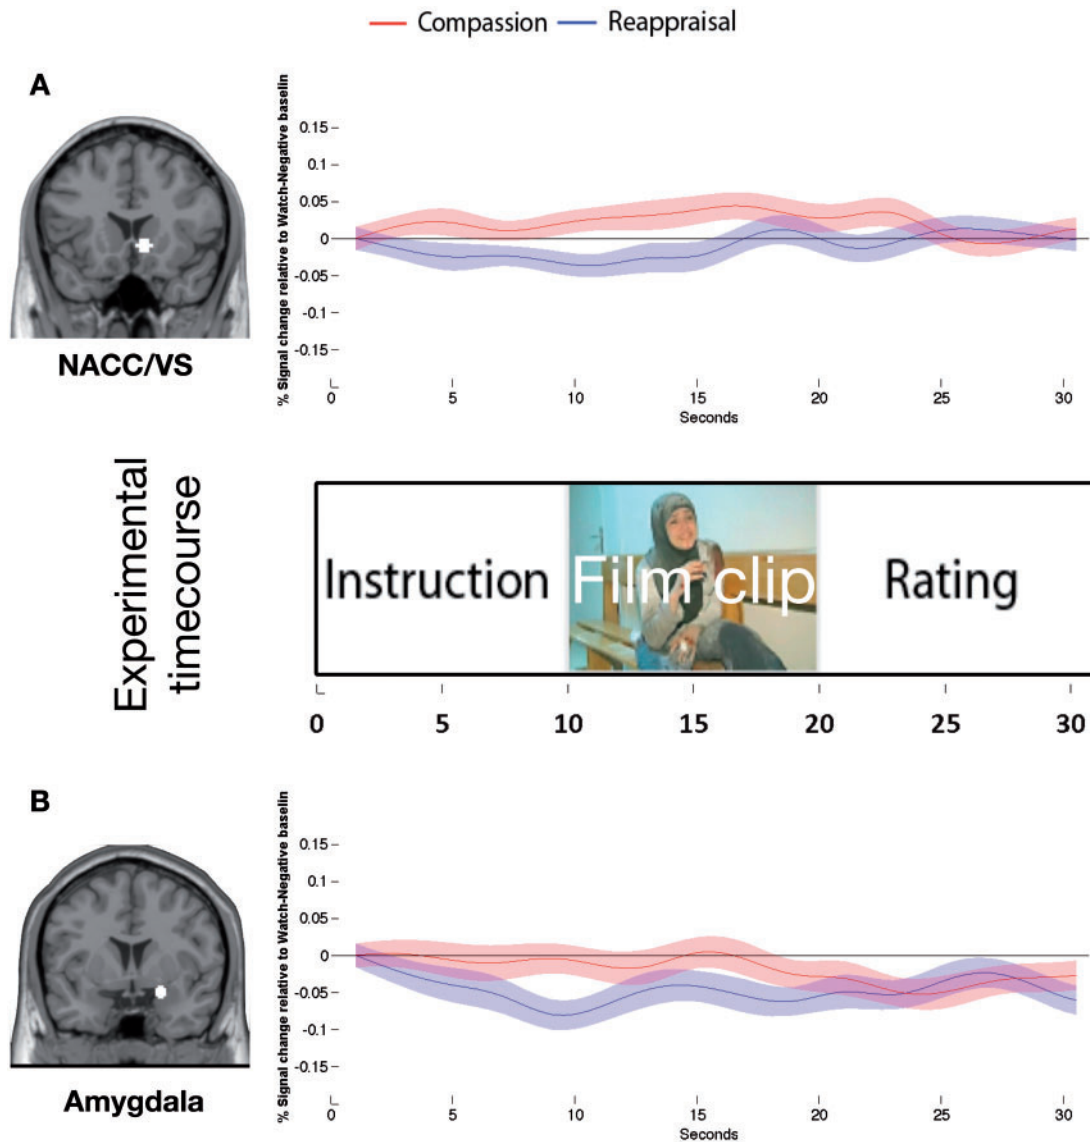 Compassion Reappraisal
A
% Signal change relative to Watch-Negative baselin
0.15
0.1
0.05
0
-0.05
-0.1
-0.15
0 5 10 15 20 25 30
Seconds
NACC/VS
Experimental
timecourse
Instruction Film clip Rating
0 5 10 15 20 25 30
B
% Signal change relative to Watch-Negative baselin
0.15
0.1
0.05
0
-0.05
-0.1
-0.15
0 5 10 15 20 25 30
Seconds
Amygdala